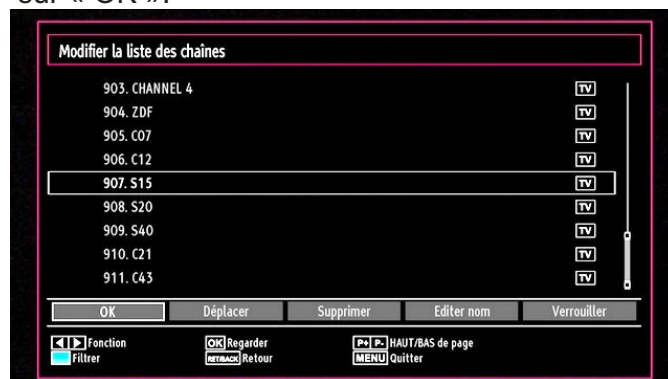 sur « OK ».
Modifier la liste des chaînes
903. CHANNEL 4 TV
904. ZDF TV
905. C07 TV
906. C12 TV
907. S15 TV
908. S20 TV
909. S40 TV
910. C21 TV
911. C43 TV
OK Déplacer Supprimer Editer nom Verrouiller
Fonction OK Regarder P+ P- HAUT/BAS de page
Filtrer RET/BACK Retour MENU Quitter